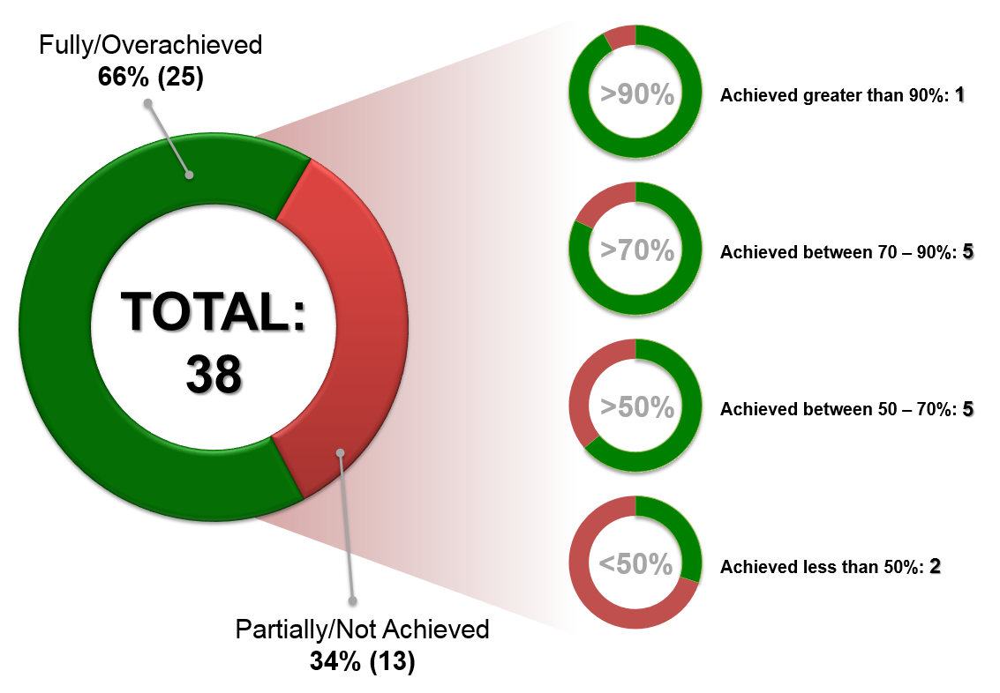 Fully/Overachieved
66% (25)
TOTAL:
38
Partially/Not Achieved
34% (13)
>90%
Achieved greater than 90%: 1
>70%
Achieved between 70 – 90%: 5
>50%
Achieved between 50 – 70%: 5
<50%
Achieved less than 50%: 2